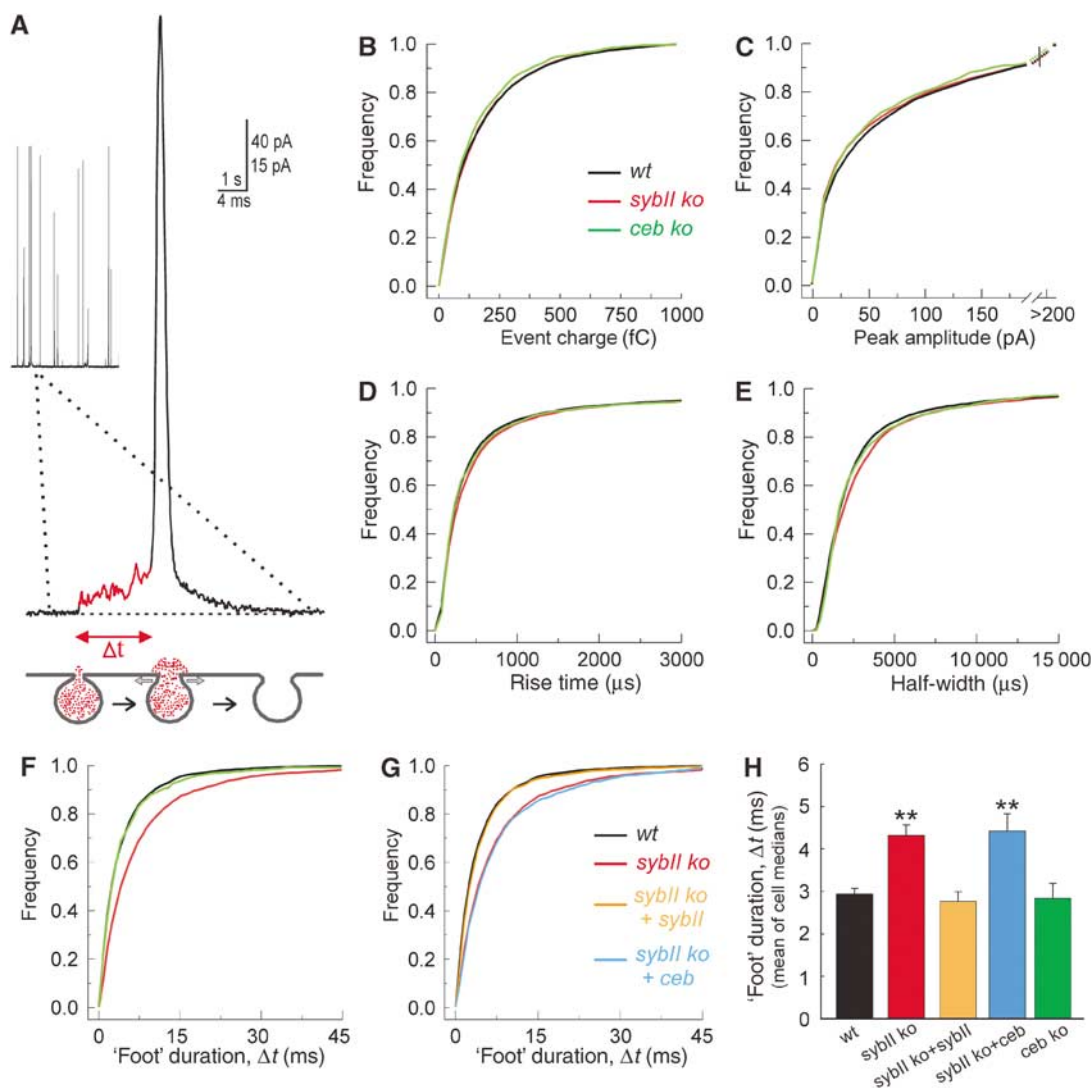 A
40 pA
15 pA
1 s
4 ms
Δt
B
Frequency
1.0
0.8
0.6
0.4
0.2
0.0
wt
sybII ko
ceb ko
0 250 500 750 1000
Event charge (fC)
C
Frequency
1.0
0.8
0.6
0.4
0.2
0.0
0 50 100 150 >200
Peak amplitude (pA)
D
Frequency
1.0
0.8
0.6
0.4
0.2
0.0
0 1000 2000 3000
Rise time (µs)
E
Frequency
1.0
0.8
0.6
0.4
0.2
0.0
0 5000 10 000 15 000
Half-width (µs)
F
Frequency
1.0
0.8
0.6
0.4
0.2
0.0
0 15 30 45
'Foot' duration, Δt (ms)
G
Frequency
1.0
0.8
0.6
0.4
0.2
0.0
wt
sybII ko
sybII ko
+ sybII
sybII ko
+ ceb
0 15 30 45
'Foot' duration, Δt (ms)
H
'Foot' duration, Δt (ms)
(mean of cell medians)
6
5
4
3
2
1
0
** **
wt
sybII ko
sybII ko+sybII
sybII ko+ceb
ceb ko